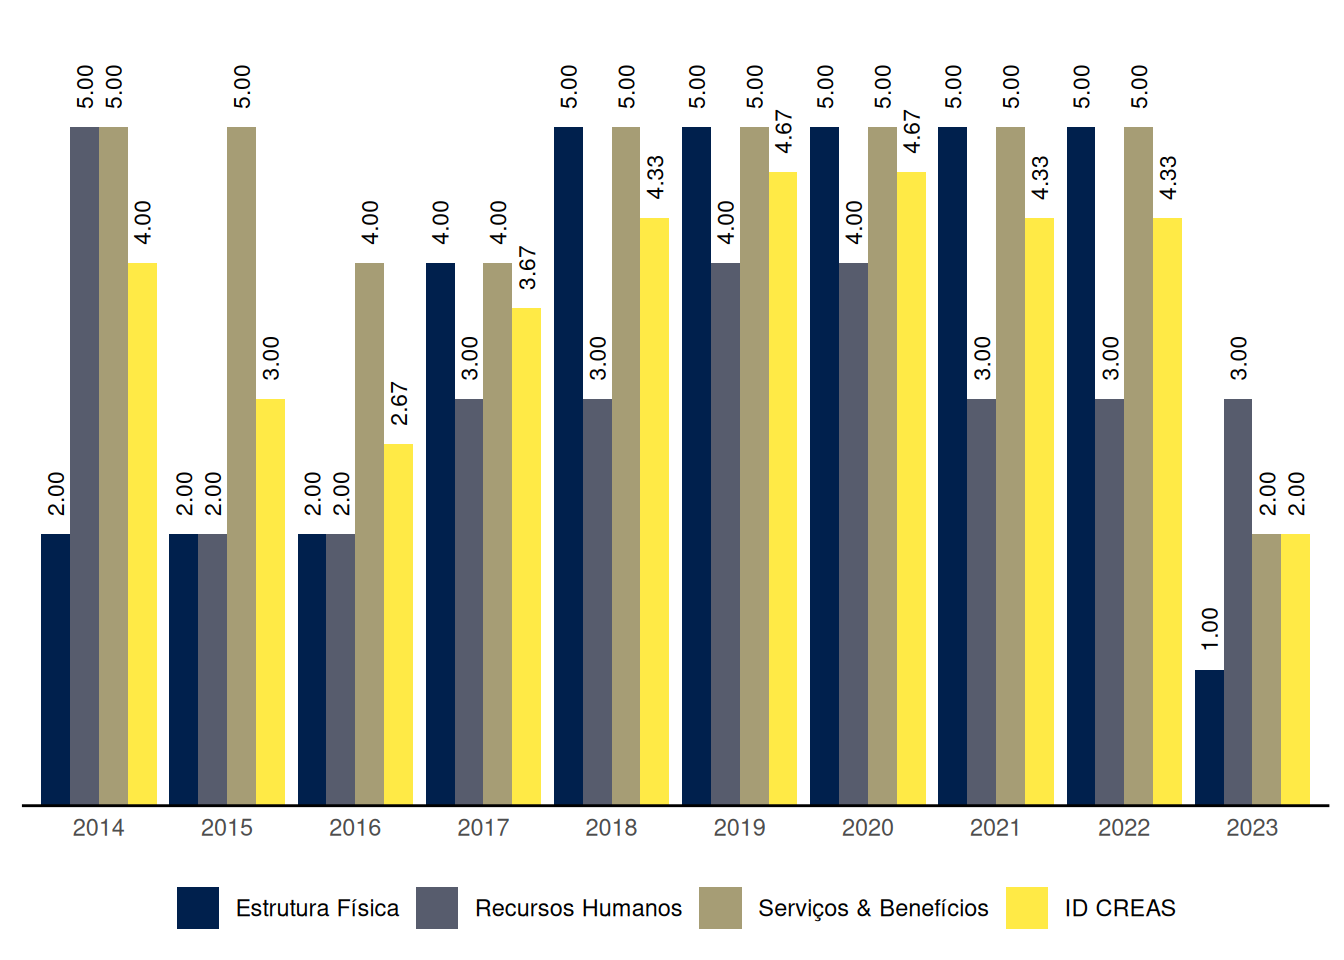 5.00 5.00 5.00 5.00 5.00 5.00 5.00 5.00 5.00 5.00 5.00 5.00 5.00
4.67 4.67
4.33 4.33 4.33
4.00 4.00 4.00 4.00 4.00 4.00
3.67
3.00 3.00 3.00 3.00 3.00 3.00
2.67
2.00 2.00 2.00 2.00 2.00 2.00 2.00
1.00
2014 2015 2016 2017 2018 2019 2020 2021 2022 2023
Estrutura Física Recursos Humanos Serviços & Benefícios ID CREAS